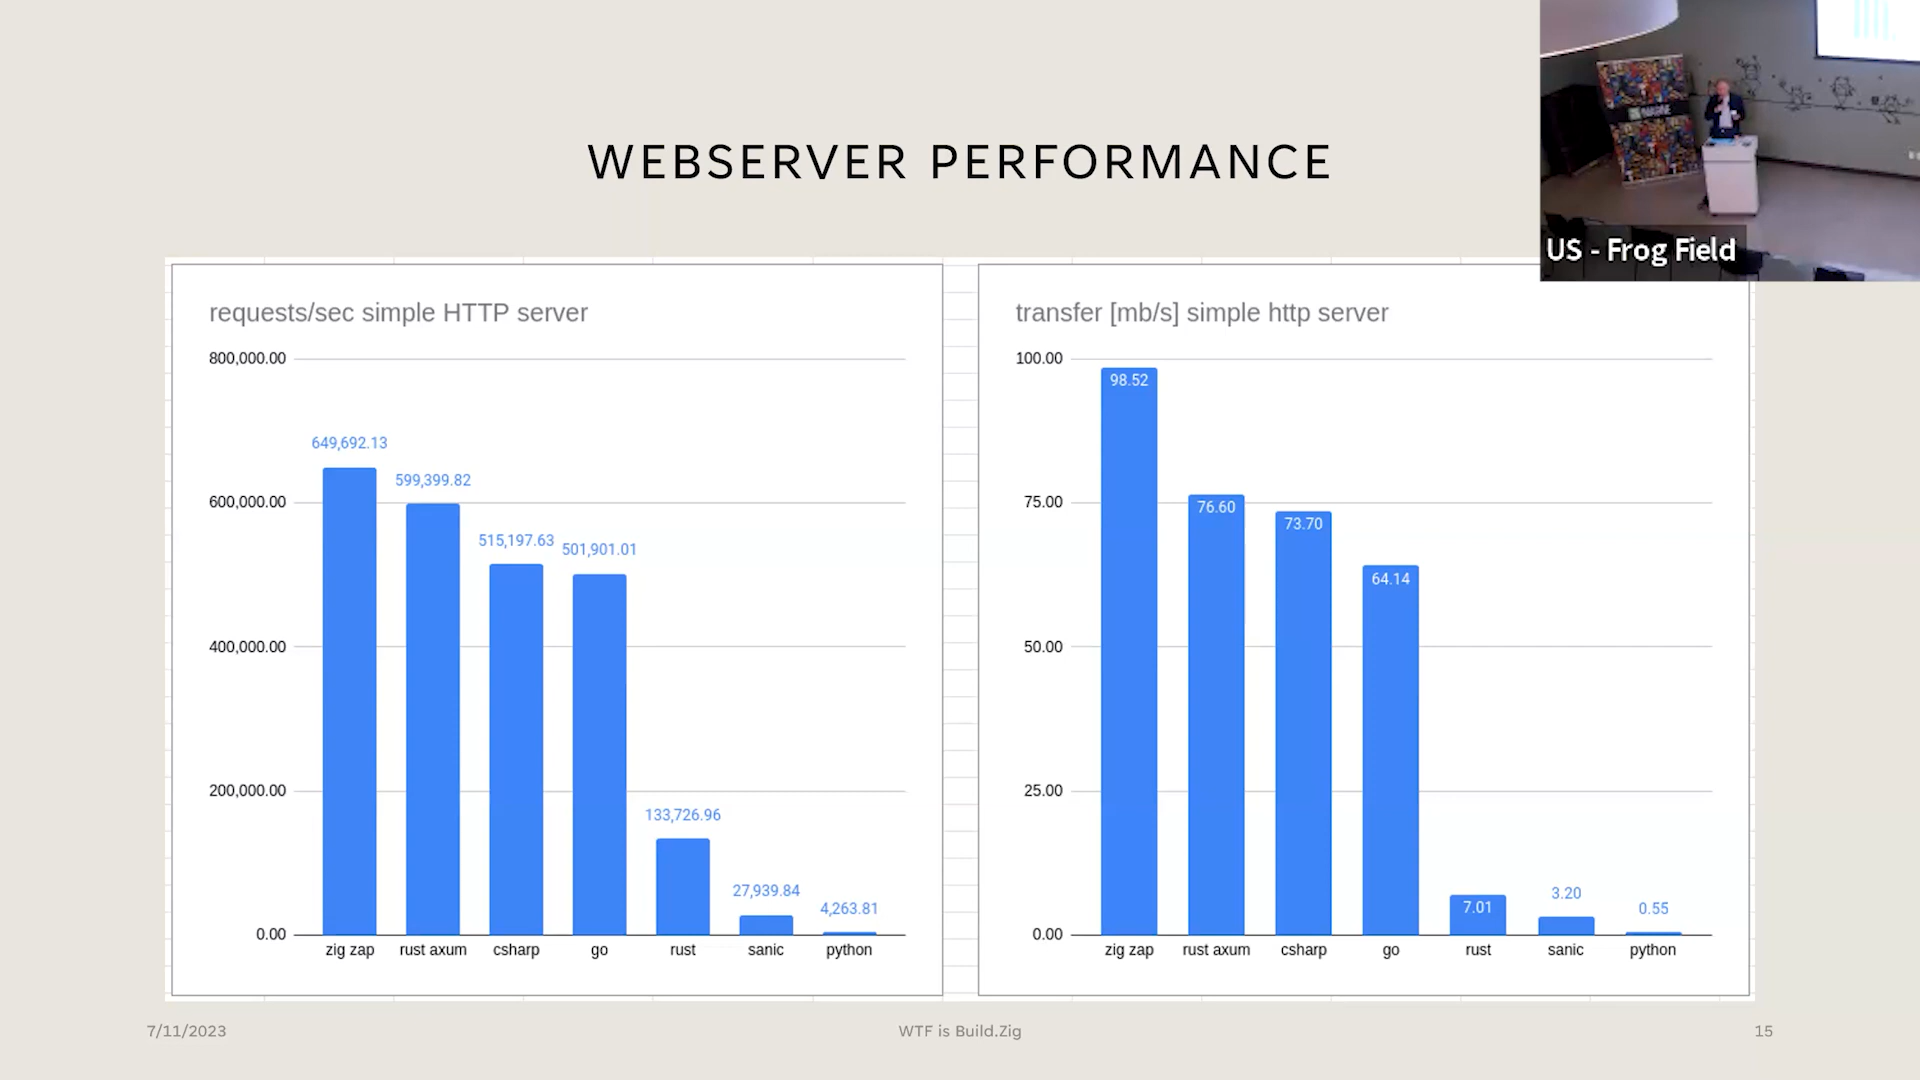 WEBSERVER PERFORMANCE
US - Frog Field
requests/sec simple HTTP server
800,000.00
600,000.00
400,000.00
200,000.00
0.00
649,692.13
599,399.82
515,197.63
501,901.01
133,726.96
27,939.84
4,263.81
zig zap
rust axum
csharp
go
rust
sanic
python
transfer [mb/s] simple http server
100.00
75.00
50.00
25.00
0.00
98.52
76.60
73.70
64.14
7.01
3.20
0.55
zig zap
rust axum
csharp
go
rust
sanic
python
7/11/2023
WTF is Build.Zig
15